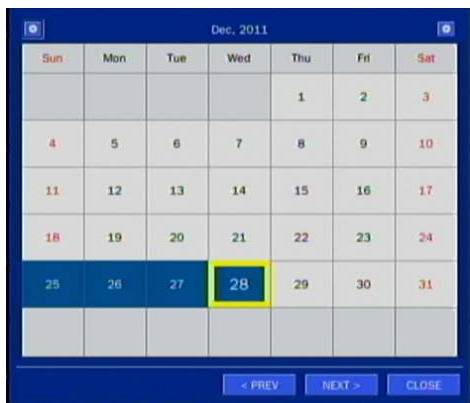 Dec, 2011
Sun Mon Tue Wed Thu Fri Sat
1 2 3
4 5 6 7 8 9 10
11 12 13 14 15 16 17
18 19 20 21 22 23 24
25 26 27 28 29 30 31
< PREV NEXT > CLOSE